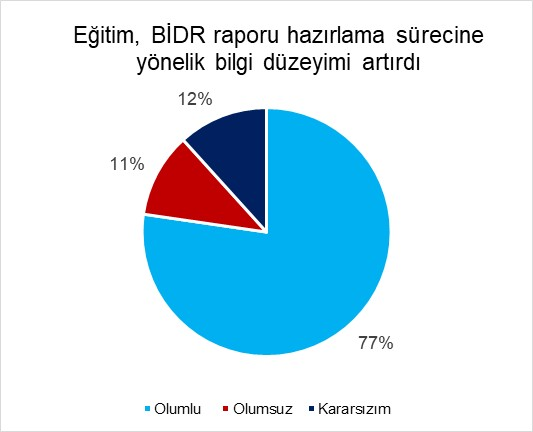 Eğitim, BİDR raporu hazırlama sürecine
yönelik bilgi düzeyimi artırdı
12%
11%
77%
Olumlu Olumsuz Kararsızım